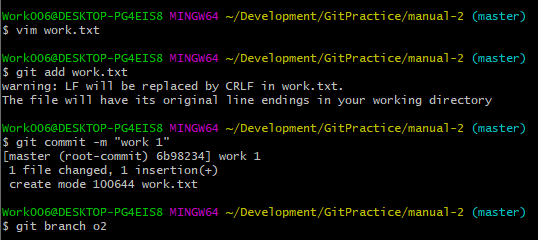 Work006@DESKTOP-PG4EIS8 MINGW64 ~/Development/GitPractice/manual-2 (master)
$ vim work.txt
Work006@DESKTOP-PG4EIS8 MINGW64 ~/Development/GitPractice/manual-2 (master)
$ git add work.txt
warning: LF will be replaced by CRLF in work.txt.
The file will have its original line endings in your working directory
Work006@DESKTOP-PG4EIS8 MINGW64 ~/Development/GitPractice/manual-2 (master)
$ git commit -m "work 1"
[master (root-commit) 6b98234] work 1
 1 file changed, 1 insertion(+)
 create mode 100644 work.txt
Work006@DESKTOP-PG4EIS8 MINGW64 ~/Development/GitPractice/manual-2 (master)
$ git branch o2